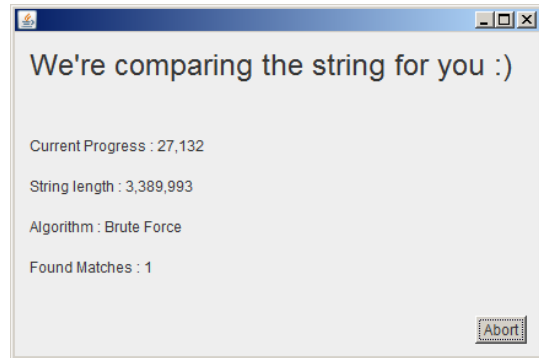 We're comparing the string for you :)
Current Progress : 27,132
String length : 3,389,993
Algorithm : Brute Force
Found Matches : 1
Abort